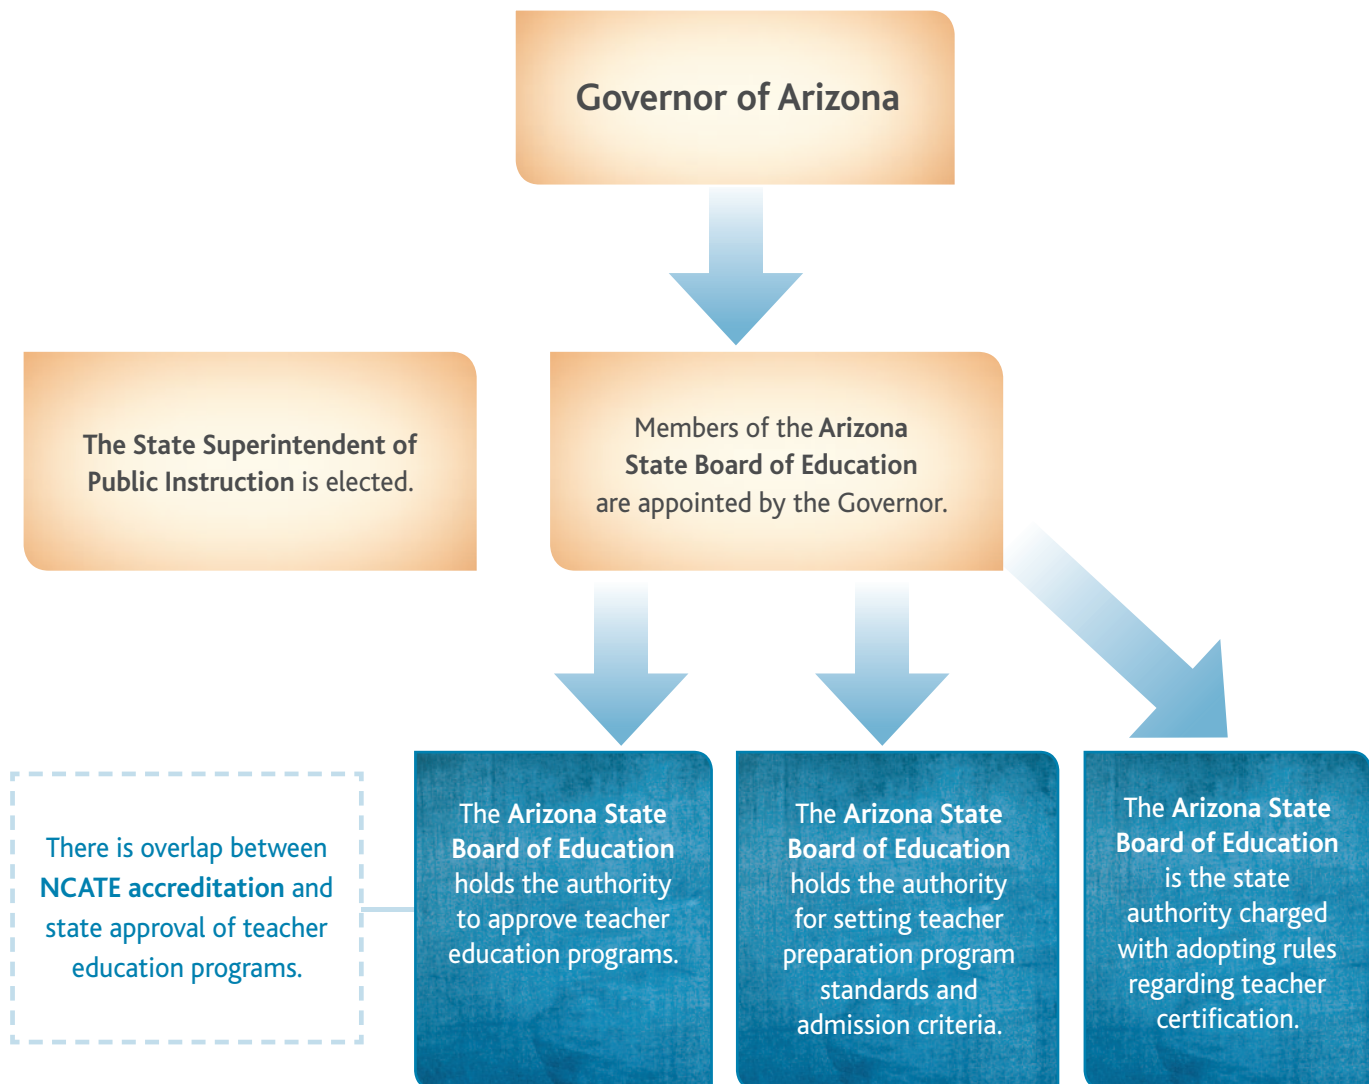 Governor of Arizona
The State Superintendent of
Public Instruction is elected.
Members of the Arizona
State Board of Education
are appointed by the Governor.
There is overlap between
NCATE accreditation and
state approval of teacher
education programs.
The Arizona State
Board of Education
holds the authority
to approve teacher
education programs.
The Arizona State
Board of Education
holds the authority
for setting teacher
preparation program
standards and
admission criteria.
The Arizona State
Board of Education
is the state
authority charged
with adopting rules
regarding teacher
certification.